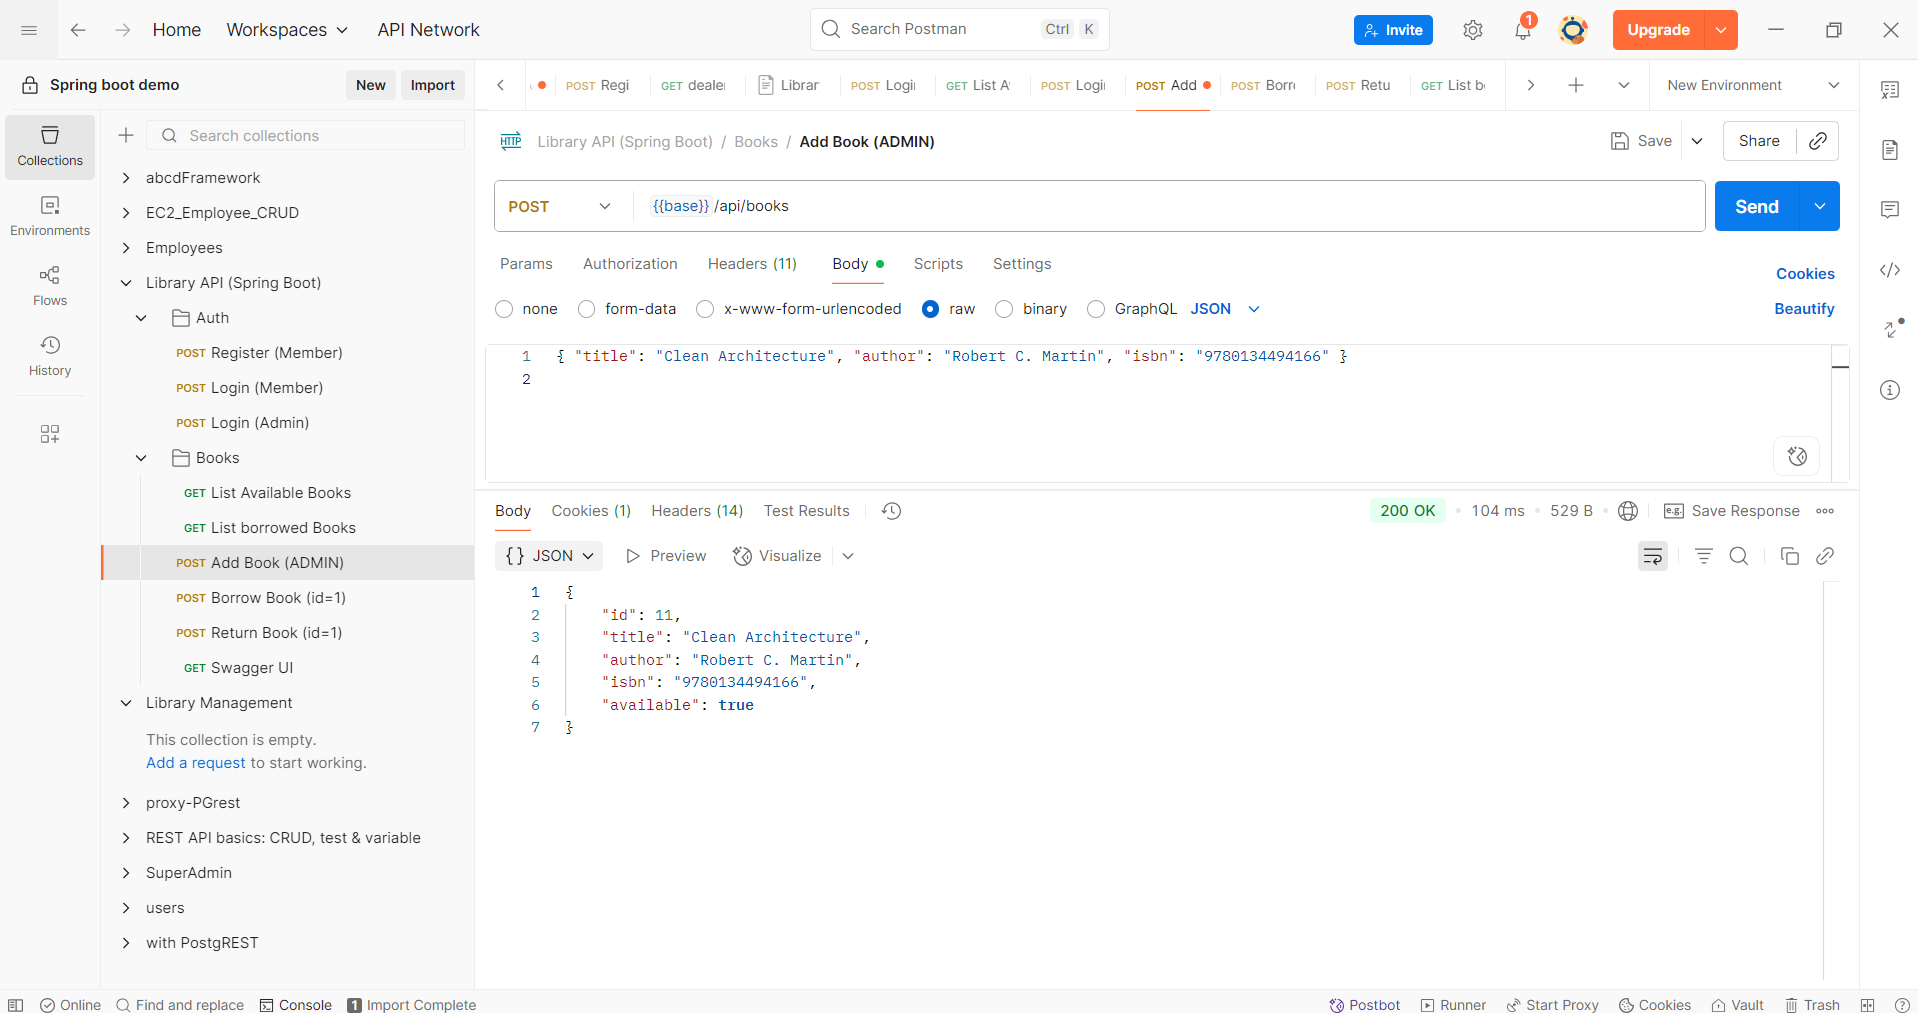 Home Workspaces API Network Search Postman Ctrl K Invite 1 Upgrade
Spring boot demo New Import POST Regi GET dealer Librar POST Logi GET List A POST Logi POST Add POST Borr POST Retu GET List b New Environment
Collections
Environments
Flows
History
Search collections
abcdFramework
EC2_Employee_CRUD
Employees
Library API (Spring Boot)
Auth
POST Register (Member)
POST Login (Member)
POST Login (Admin)
Books
GET List Available Books
GET List borrowed Books
POST Add Book (ADMIN)
POST Borrow Book (id=1)
POST Return Book (id=1)
GET Swagger UI
Library Management
This collection is empty.
Add a request to start working.
proxy-PGrest
REST API basics: CRUD, test & variable
SuperAdmin
users
with PostgREST
HTTP Library API (Spring Boot) / Books / Add Book (ADMIN) Save Share
POST {{base}} /api/books Send
Params Authorization Headers (11) Body Scripts Settings Cookies
none form-data x-www-form-urlencoded raw binary GraphQL JSON Beautify
1 { "title": "Clean Architecture", "author": "Robert C. Martin", "isbn": "9780134494166" }
2
Body Cookies (1) Headers (14) Test Results 200 OK 104 ms 529 B e.g. Save Response
{} JSON Preview Visualize
1 {
2 "id": 11,
3 "title": "Clean Architecture",
4 "author": "Robert C. Martin",
5 "isbn": "9780134494166",
6 "available": true
7 }
Online Find and replace Console 1 Import Complete Postbot Runner Start Proxy Cookies Vault Trash